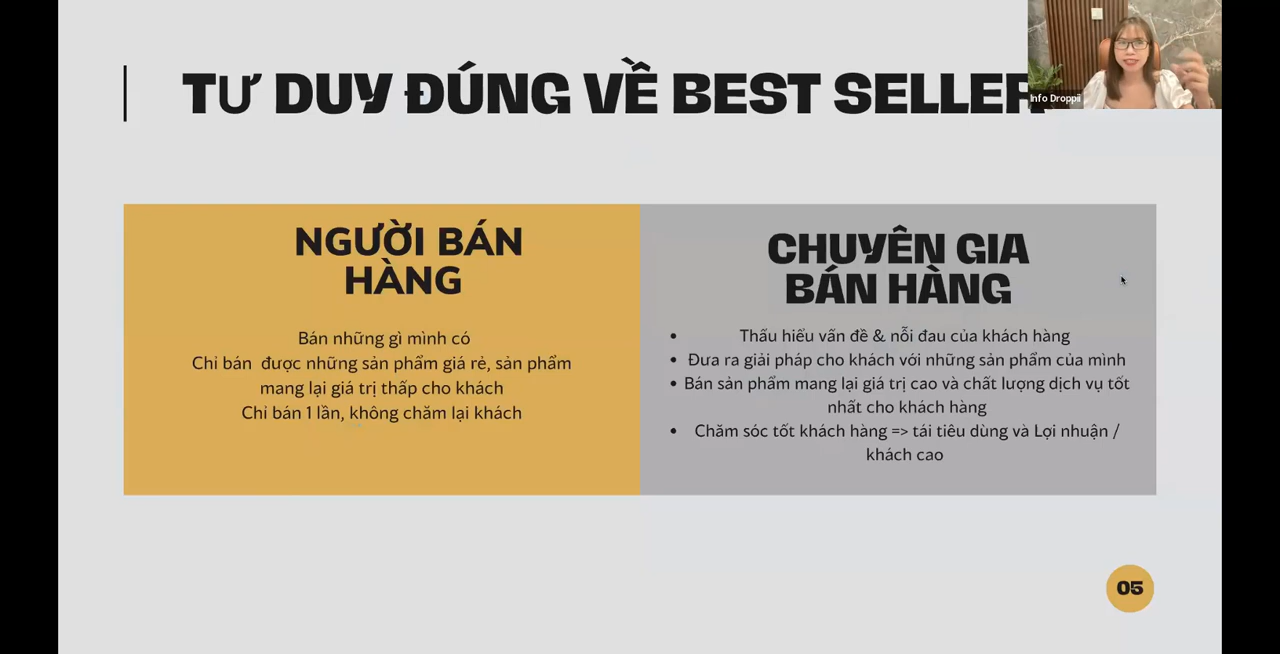 TƯ DUY ĐÚNG VỀ BEST SELLER
Info Droppii
NGƯỜI BÁN
HÀNG
Bán những gì mình có
Chỉ bán được những sản phẩm giá rẻ, sản phẩm
mang lại giá trị thấp cho khách
Chỉ bán 1 lần, không chăm lại khách
CHUYÊN GIA
BÁN HÀNG
• Thấu hiểu vấn đề & nỗi đau của khách hàng
• Đưa ra giải pháp cho khách với những sản phẩm của mình
• Bán sản phẩm mang lại giá trị cao và chất lượng dịch vụ tốt
nhất cho khách hàng
• Chăm sóc tốt khách hàng => tái tiêu dùng và Lợi nhuận /
khách cao
05